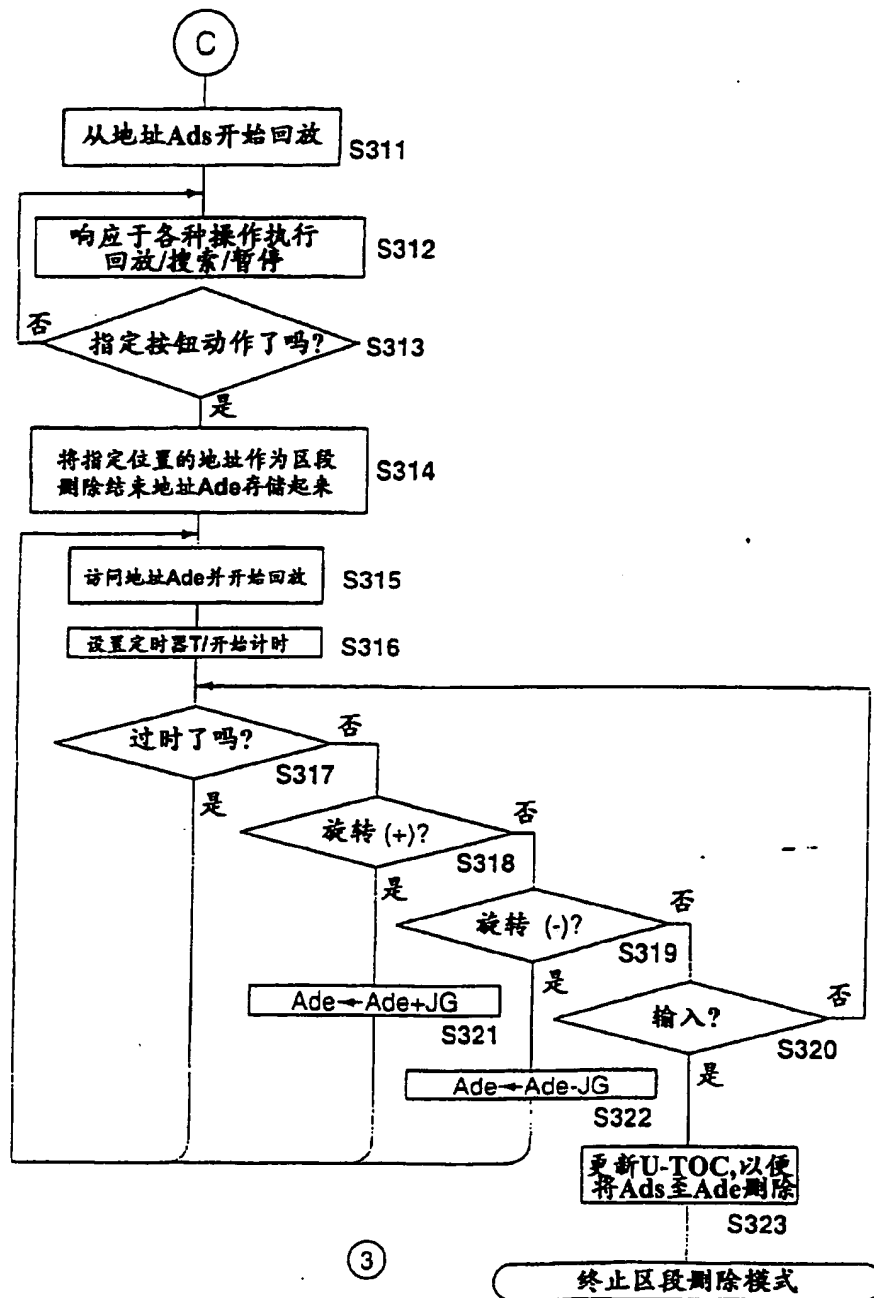 C
从地址Ads开始回放
S311
响应于各种操作执行
回放/搜索/暂停
S312
否
指定按钮动作了吗?
S313
是
将指定位置的地址作为区段
删除结束地址Ade存储起来
S314
访问地址Ade并开始回放
S315
设置定时器T/开始计时
S316
过时了吗?
否
S317
是
旋转 (+)?
否
S318
是
旋转 (-)?
否
S319
是
Ade←Ade+JG
S321
输入?
否
S320
是
Ade←Ade-JG
S322
更新U-TOC,以便
将Ads至Ade删除
S323
3
终止区段删除模式